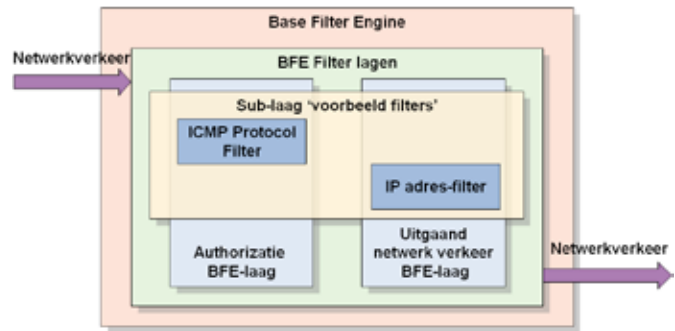 Base Filter Engine
Netwerkverkeer
BFE Filter lagen
Sub-laag 'voorbeeld filters'
ICMP Protocol
Filter
IP adres-filter
Authorizatie
BFE-laag
Uitgaand
netwerk verkeer
BFE-laag
Netwerkverkeer